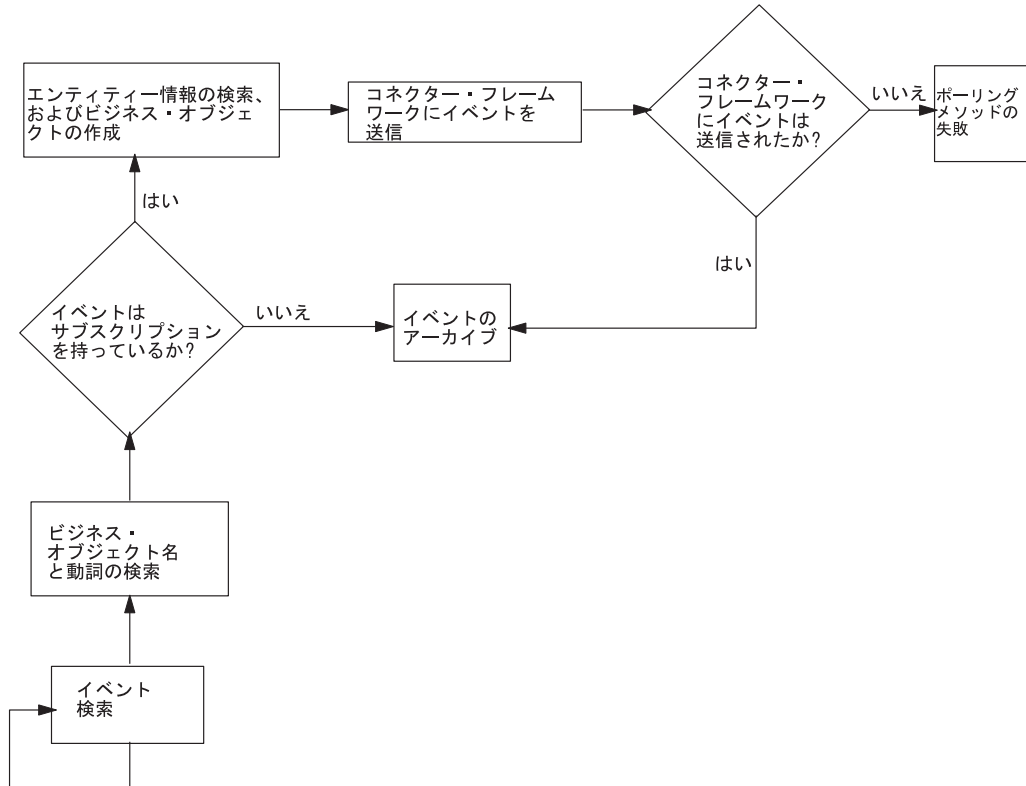 エンティティー情報の検索、
およびビジネス・オブジェ
クトの作成
コネクター・フレーム
ワークにイベントを
送信
コネクター・
フレームワーク
にイベントは
送信されたか?
いいえ
ポーリング
メソッドの
失敗
はい
はい
イベントは
サブスクリプション
を持っているか?
いいえ
イベントの
アーカイブ
ビジネス・
オブジェクト名
と動詞の検索
イベント
検索